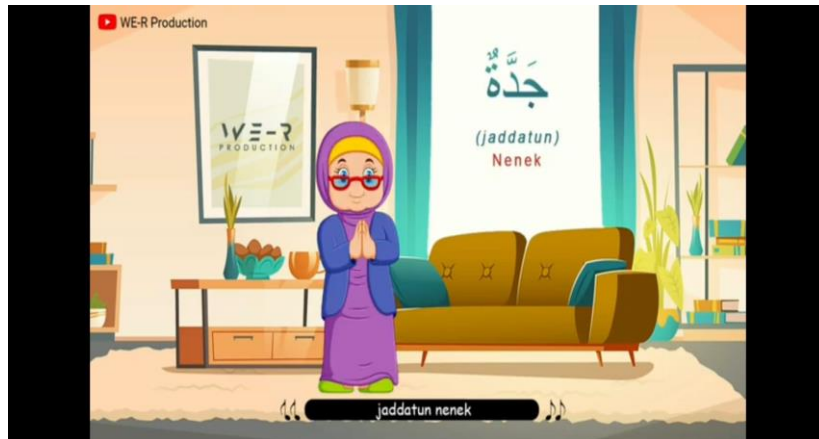 WE-R Production
WE-R
PRODUCTION
جَدَّةٌ
(jaddatun)
Nenek
jaddatun nenek